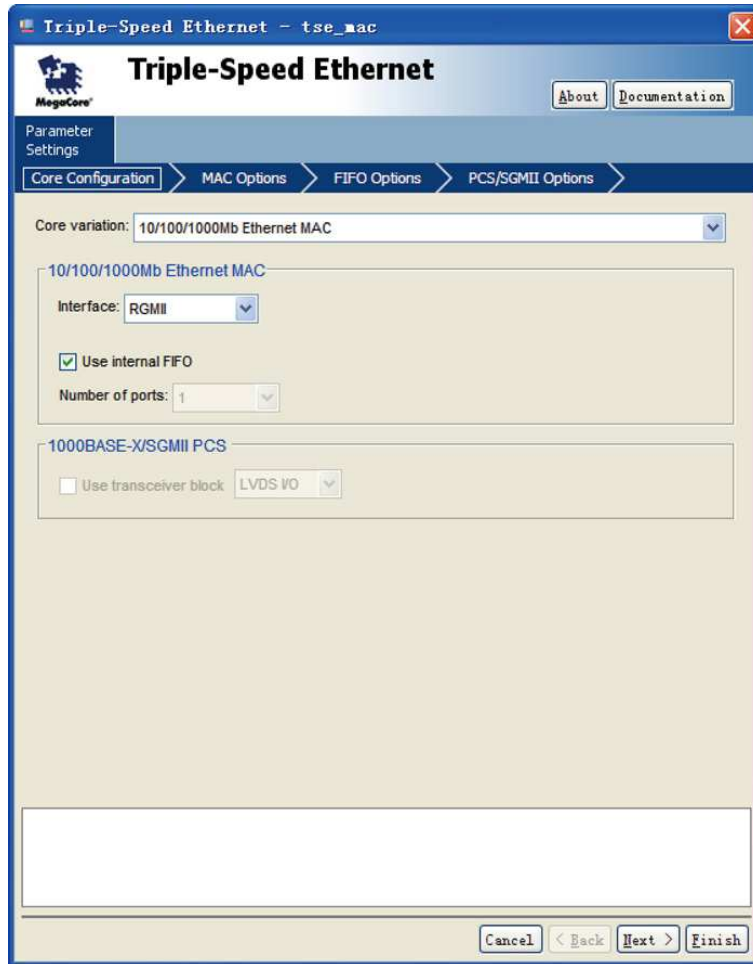 Triple-Speed Ethernet - tse_mac
Triple-Speed Ethernet
MegaCore®
About Documentation
Parameter
Settings
Core Configuration MAC Options FIFO Options PCS/SGMII Options
Core variation: 10/100/1000Mb Ethernet MAC
10/100/1000Mb Ethernet MAC
Interface: RGMII
Use internal FIFO
Number of ports: 1
1000BASE-X/SGMII PCS
Use transceiver block LVDS I/O
Cancel < Back Next > Finish